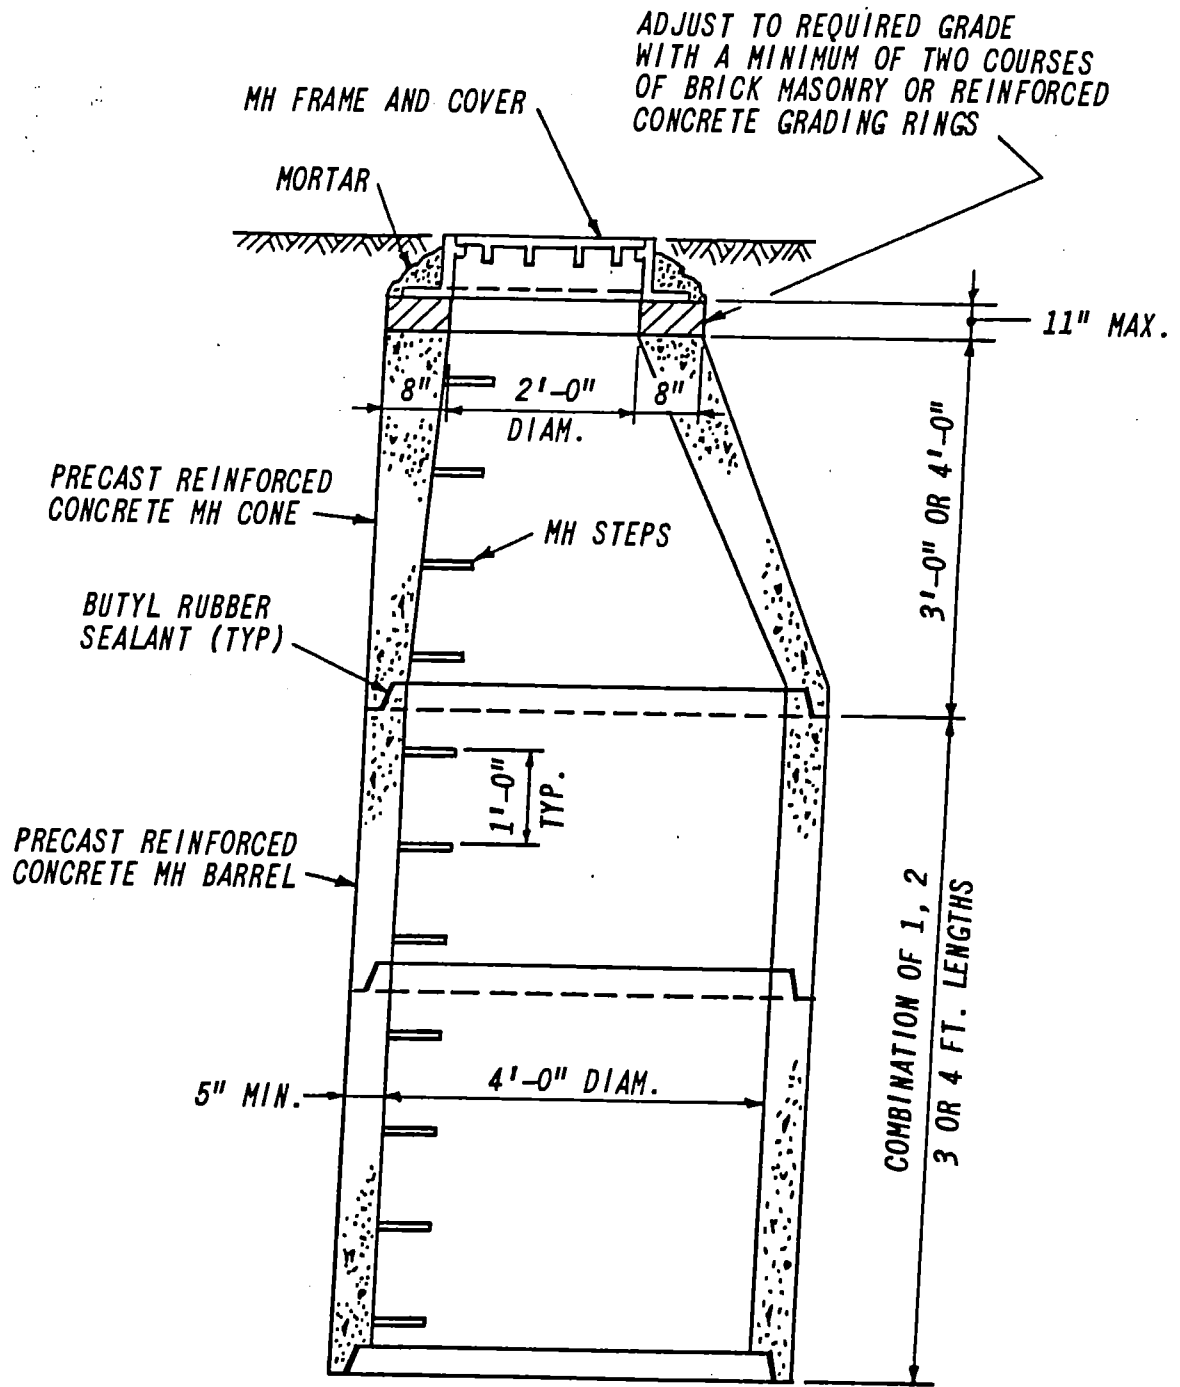 ADJUST TO REQUIRED GRADE
WITH A MINIMUM OF TWO COURSES
OF BRICK MASONRY OR REINFORCED
CONCRETE GRADING RINGS
MH FRAME AND COVER
MORTAR
11" MAX.
8"
2'-0"
DIAM.
8"
3'-0" OR 4'-0"
PRECAST REINFORCED
CONCRETE MH CONE
MH STEPS
BUTYL RUBBER
SEALANT (TYP)
1'-0"
TYP.
PRECAST REINFORCED
CONCRETE MH BARREL
COMBINATION OF 1, 2
3 OR 4 FT. LENGTHS
5" MIN.
4'-0" DIAM.